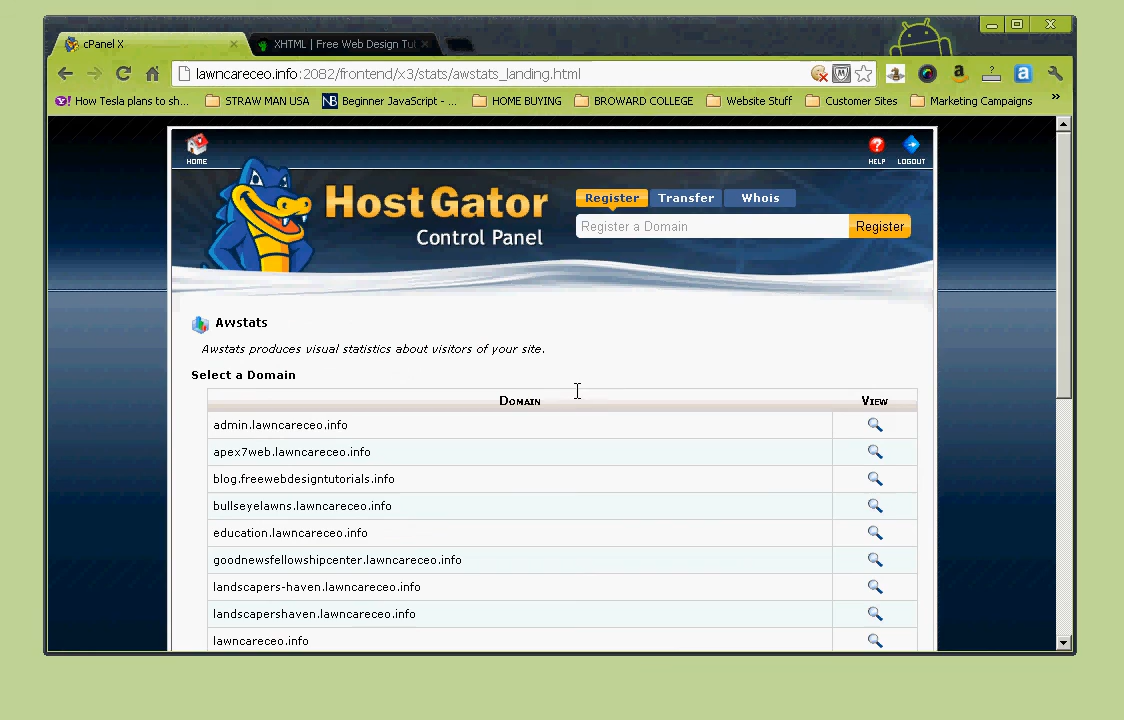 cPanel X
XHTML | Free Web Design Tut
lawncareceo.info:2082/frontend/x3/stats/awstats_landing.html
How Tesla plans to sh...
STRAW MAN USA
Beginner JavaScript - ...
HOME BUYING
BROWARD COLLEGE
Website Stuff
Customer Sites
Marketing Campaigns
»
HOME
HELP
LOGOUT
HostGator
Control Panel
Register
Transfer
Whois
Register a Domain
Register
Awstats
Awstats produces visual statistics about visitors of your site.
Select a Domain
DOMAIN
VIEW
admin.lawncareceo.info
apex7web.lawncareceo.info
blog.freewebdesigntutorials.info
bullseyelawns.lawncareceo.info
education.lawncareceo.info
goodnewsfellowshipcenter.lawncareceo.info
landscapers-haven.lawncareceo.info
landscapershaven.lawncareceo.info
lawncareceo.info